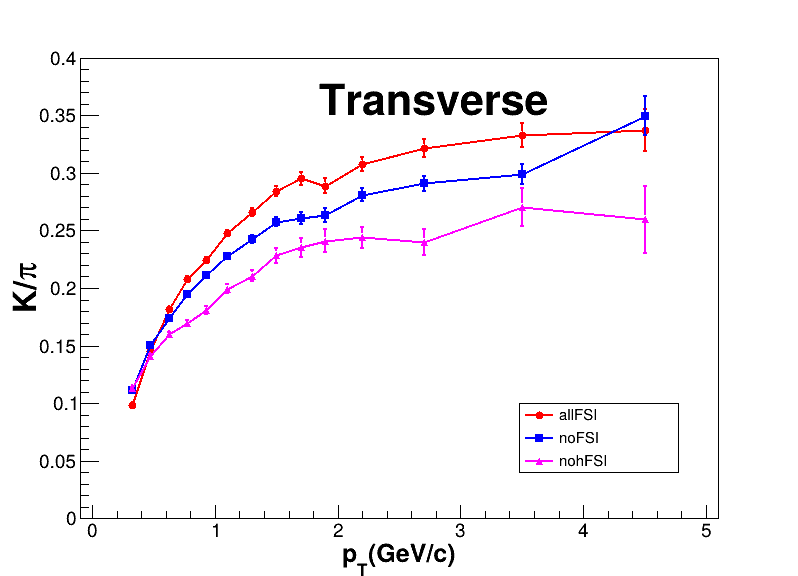 Transverse
K/π
0.4
0.35
0.3
0.25
0.2
0.15
0.1
0.05
0
allFSI
noFSI
nohFSI
0 1 2 3 4 5
p_T(GeV/c)